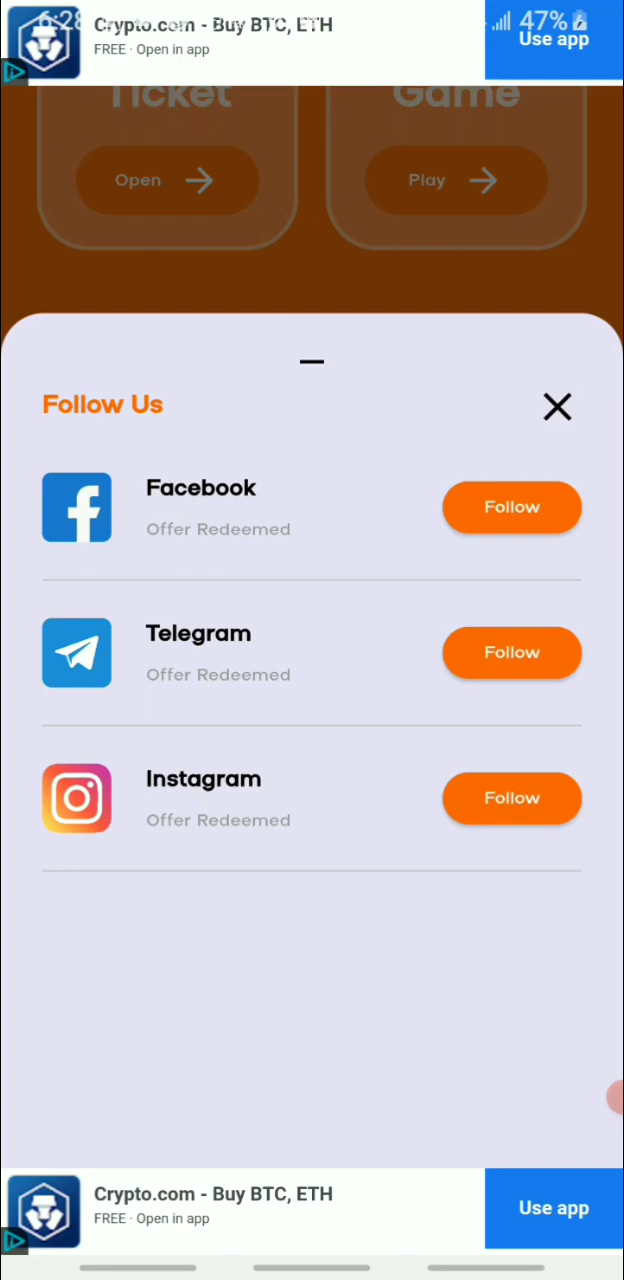 Crypto.com - Buy BTC, ETH
FREE · Open in app
Use app
47%
Ticket
Game
Open
Play
Follow Us
Facebook
Offer Redeemed
Follow
Telegram
Offer Redeemed
Follow
Instagram
Offer Redeemed
Follow
Crypto.com - Buy BTC, ETH
FREE · Open in app
Use app